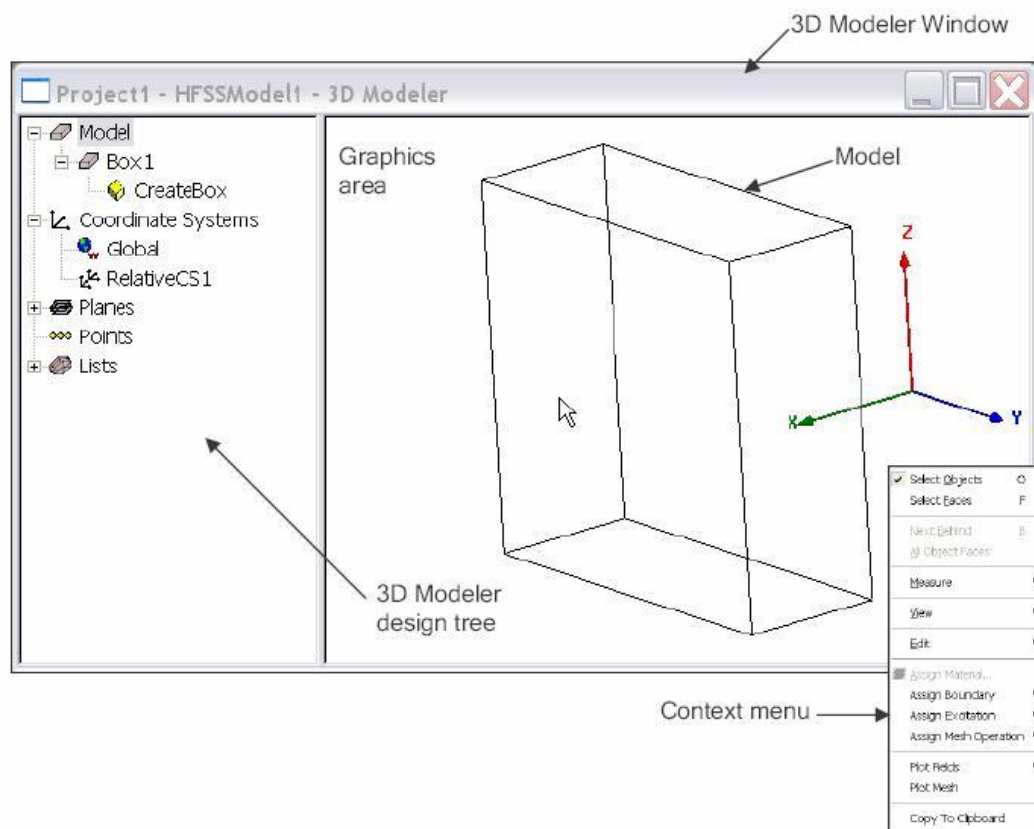 3D Modeler Window
Project1 - HFSSModel1 - 3D Modeler
Model
Box1
CreateBox
Coordinate Systems
Global
RelativeCS1
Planes
Points
Lists
Graphics area
Model
Z
X
Y
3D Modeler
design tree
Context menu
Select Objects O
Select Faces F
Next Behind B
All Object Faces
Measure
View
Edit
Assign Material...
Assign Boundary
Assign Excitation
Assign Mesh Operation
Plot Fields
Plot Mesh
Copy To Clipboard